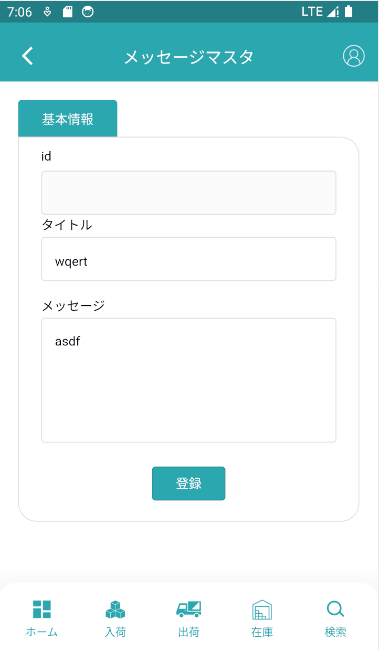 7:06 LTE
メッセージマスタ
基本情報
id
タイトル
wqert
メッセージ
asdf
登録
ホーム 入荷 出荷 在庫 検索